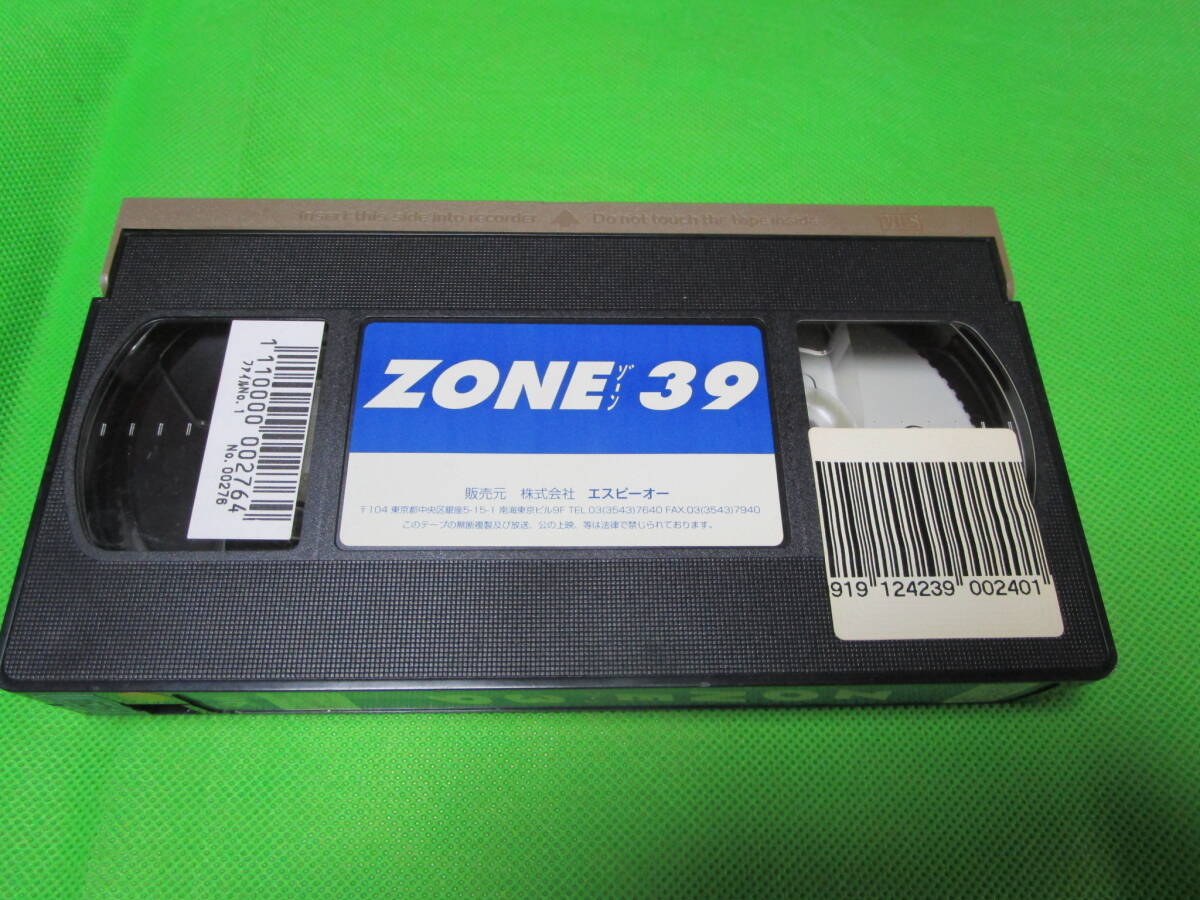 Insert this side into recorder Do not touch the tape inside VHS
1 110000 002764
ファイルNo. 1 No. 00276
ZONE ゾーン 39
販売元 株式会社 エスピーオー
〒104 東京都中央区銀座5-15-1 南海東京ビル9F TEL.03(3543)7640 FAX.03(3543)7940
このテープの無断複製及び放送、公の上映、等は法律で禁じられております。
919 124239 002401